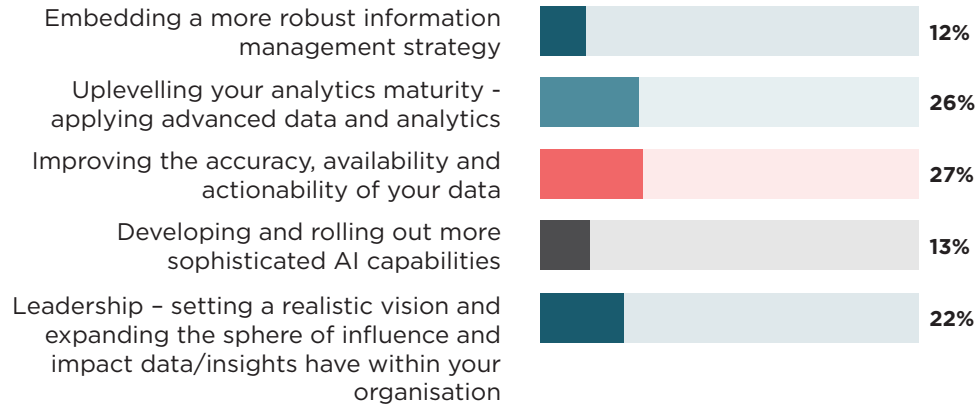 Embedding a more robust information
management strategy
12%
Uplevelling your analytics maturity -
applying advanced data and analytics
26%
Improving the accuracy, availability and
actionability of your data
27%
Developing and rolling out more
sophisticated AI capabilities
13%
Leadership – setting a realistic vision and
expanding the sphere of influence and
impact data/insights have within your
organisation
22%